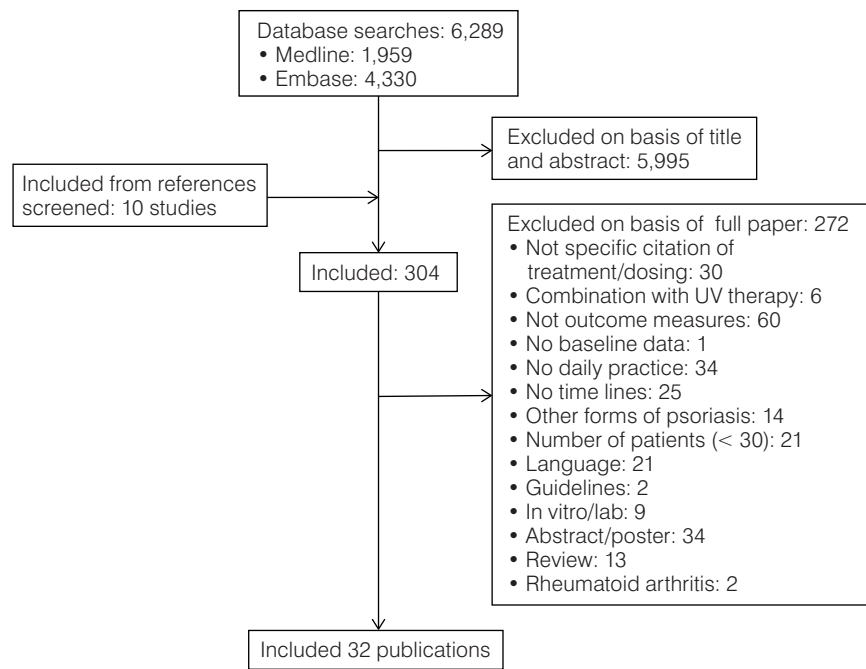 Database searches: 6,289
• Medline: 1,959
• Embase: 4,330
Excluded on basis of title
and abstract: 5,995
Included from references
screened: 10 studies
Included: 304
Excluded on basis of full paper: 272
• Not specific citation of
treatment/dosing: 30
• Combination with UV therapy: 6
• Not outcome measures: 60
• No baseline data: 1
• No daily practice: 34
• No time lines: 25
• Other forms of psoriasis: 14
• Number of patients (< 30): 21
• Language: 21
• Guidelines: 2
• In vitro/lab: 9
• Abstract/poster: 34
• Review: 13
• Rheumatoid arthritis: 2
Included 32 publications